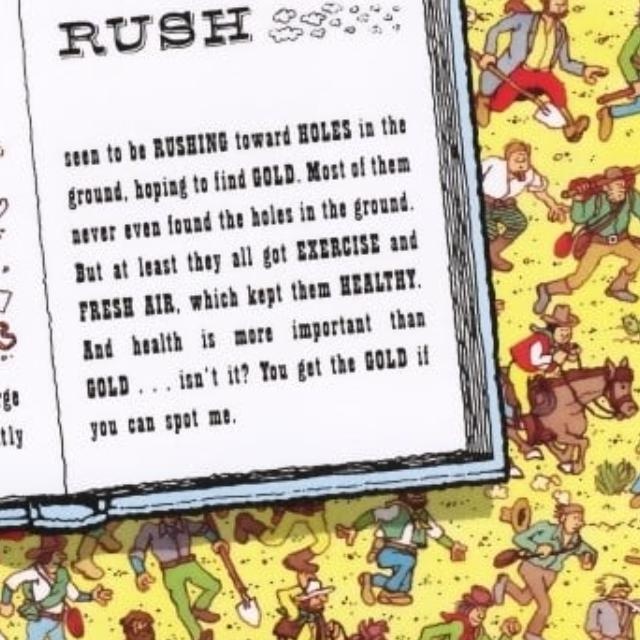 RUSH
seen to be RUSHING toward HOLES in the
ground, hoping to find GOLD. Most of them
never even found the holes in the ground.
But at least they all got EXERCISE and
FRESH AIR, which kept them HEALTHY.
And health is more important than
GOLD . . . isn't it? You get the GOLD if
you can spot me.